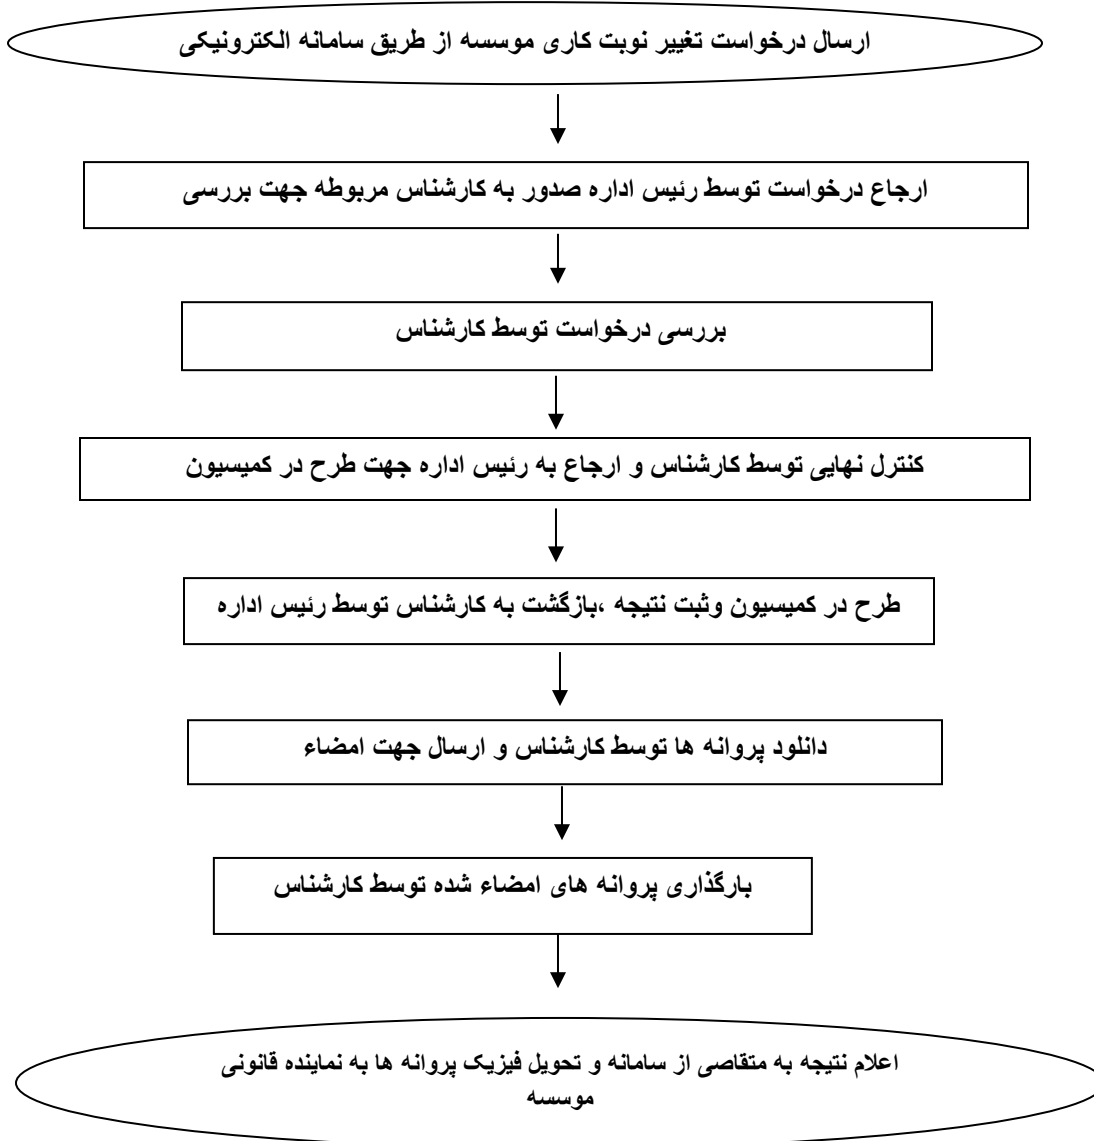 ارسال درخواست تغییر نوبت کاری موسسه از طریق سامانه الکترونیکی
ارجاع درخواست توسط رئیس اداره صدور به کارشناس مربوطه جهت بررسی
بررسی درخواست توسط کارشناس
کنترل نهایی توسط کارشناس و ارجاع به رئیس اداره جهت طرح در کمیسیون
طرح در کمیسیون وثبت نتیجه ،بازگشت به کارشناس توسط رئیس اداره
دانلود پروانه ها توسط کارشناس و ارسال جهت امضاء
بارگذاری پروانه های امضاء شده توسط کارشناس
اعلام نتیجه به متقاصی از سامانه و تحویل فیزیک پروانه ها به نماینده قانونی
موسسه